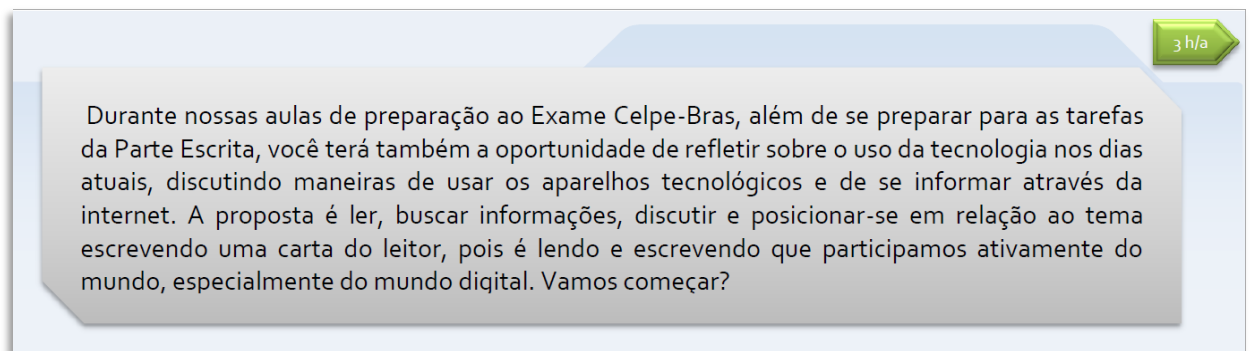 3 h/a
Durante nossas aulas de preparação ao Exame Celpe-Bras, além de se preparar para as tarefas
da Parte Escrita, você terá também a oportunidade de refletir sobre o uso da tecnologia nos dias
atuais, discutindo maneiras de usar os aparelhos tecnológicos e de se informar através da
internet. A proposta é ler, buscar informações, discutir e posicionar-se em relação ao tema
escrevendo uma carta do leitor, pois é lendo e escrevendo que participamos ativamente do
mundo, especialmente do mundo digital. Vamos começar?